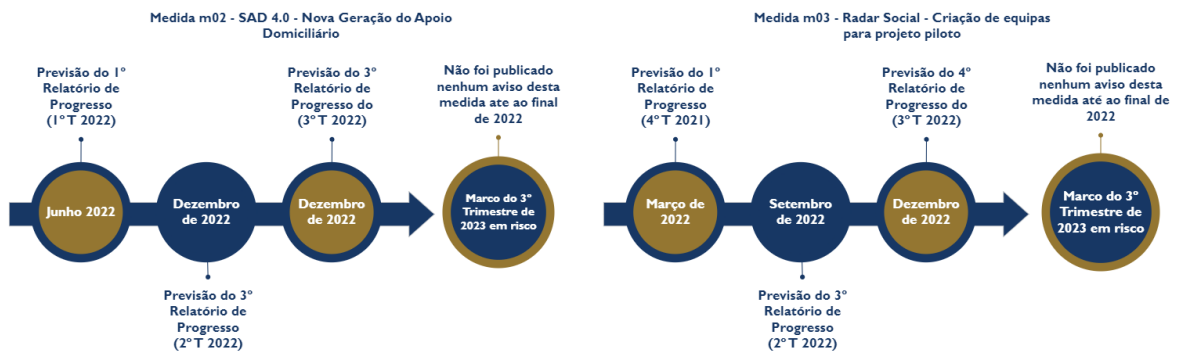 Medida m02 - SAD 4.0 - Nova Geração do Apoio
Domiciliário
Previsão do 1º
Relatório de
Progresso
(1º T 2022)
Previsão do 3º
Relatório de
Progresso do
(3º T 2022)
Não foi publicado
nenhum aviso desta
medida ate ao final
de 2022
Junho 2022
Dezembro
de 2022
Dezembro
de 2022
Marco do 3º
Trimestre de
2023 em risco
Previsão do 3º
Relatório de
Progresso
(2º T 2022)
Medida m03 - Radar Social - Criação de equipas
para projeto piloto
Previsão do 1º
Relatório de
Progresso
(4º T 2021)
Previsão do 4º
Relatório de
Progresso do
(3º T 2022)
Não foi publicado
nenhum aviso desta
medida até ao final de
2022
Março de
2022
Setembro
de 2022
Dezembro
de 2022
Marco do 3º
Trimestre de
2023 em risco
Previsão do 3º
Relatório de
Progresso
(2º T 2022)